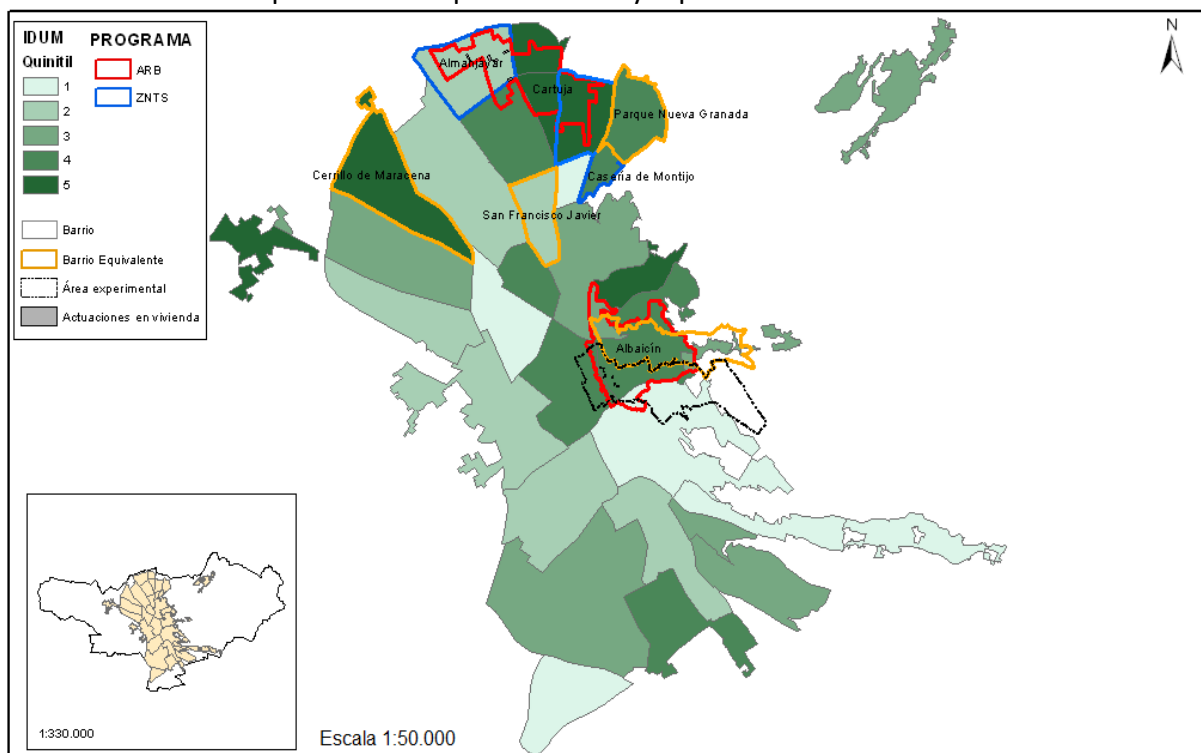 IDUM PROGRAMA
Quinitil
1
2
3
4
5
ARB
ZNTS
Barrio
Barrio Equivalente
Área experimental
Actuaciones en vivienda
N
Almanjayar
Cartuja
Parque Nueva Granada
Cerrillo de Maracena
Casería de Montijo
San Francisco Javier
Albaicín
1:330.000
Escala 1:50.000